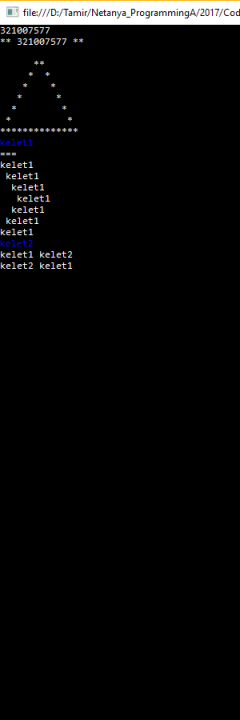 file:///D:/Tamir/Netanya_ProgrammingA/2017/Cod
321007577
** 321007577 **
      **
     *  *
    *    *
   *      *
  *        *
 *          *
**************
kelet1
===
kelet1
 kelet1
  kelet1
   kelet1
  kelet1
 kelet1
kelet1
kelet2
kelet1 kelet2
kelet2 kelet1